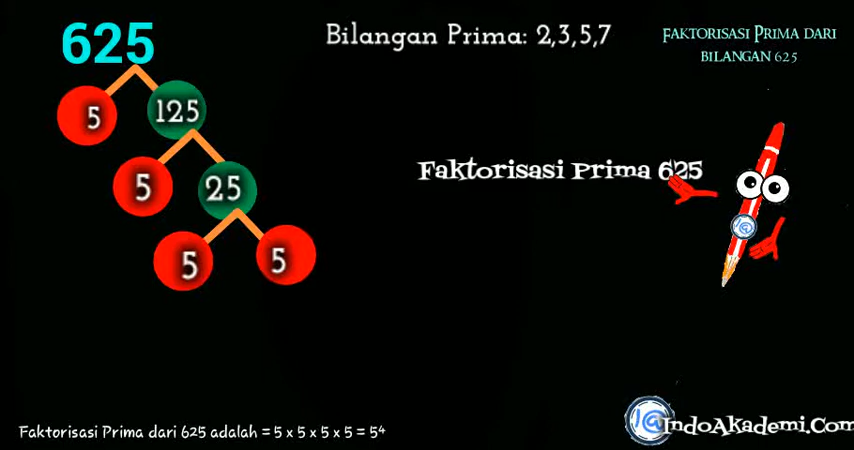 625
Bilangan Prima: 2,3,5,7
Faktorisasi Prima dari
bilangan 625
5
125
Faktorisasi Prima 625
5
25
5
5
Faktorisasi Prima dari 625 adalah = 5 x 5 x 5 x 5 = 5⁴
I@IndoAkademi.Com